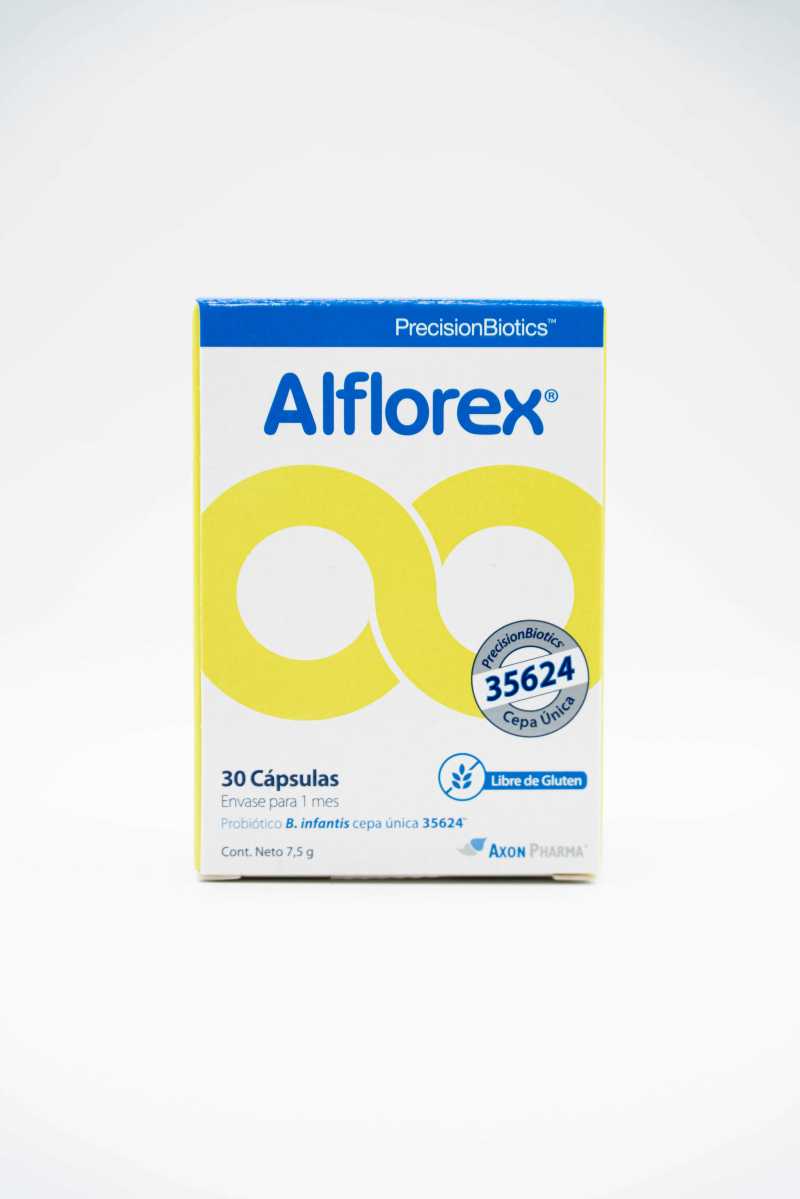 PrecisionBiotics™
Alflorex®
PrecisionBiotics®
35624
Cepa Única
30 Cápsulas
Envase para 1 mes
Probiótico B. infantis cepa única 35624™
Cont. Neto 7,5 g
Libre de Gluten
AXON PHARMA®